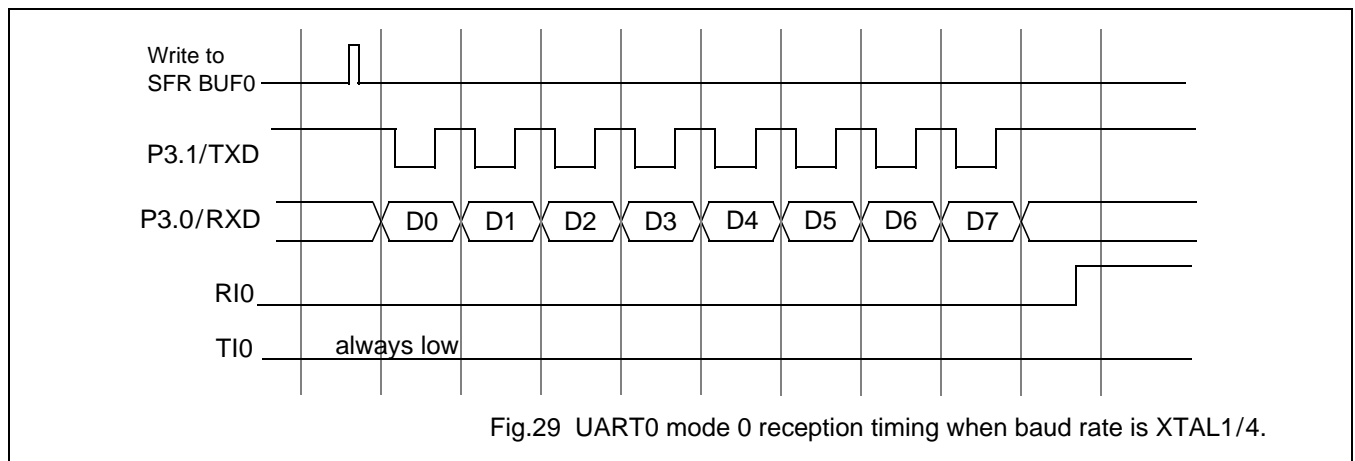 Write to
SFR BUF0
P3.1/TXD
P3.0/RXD
D0 D1 D2 D3 D4 D5 D6 D7
RI0
TI0
always low
Fig.29 UART0 mode 0 reception timing when baud rate is XTAL1/4.